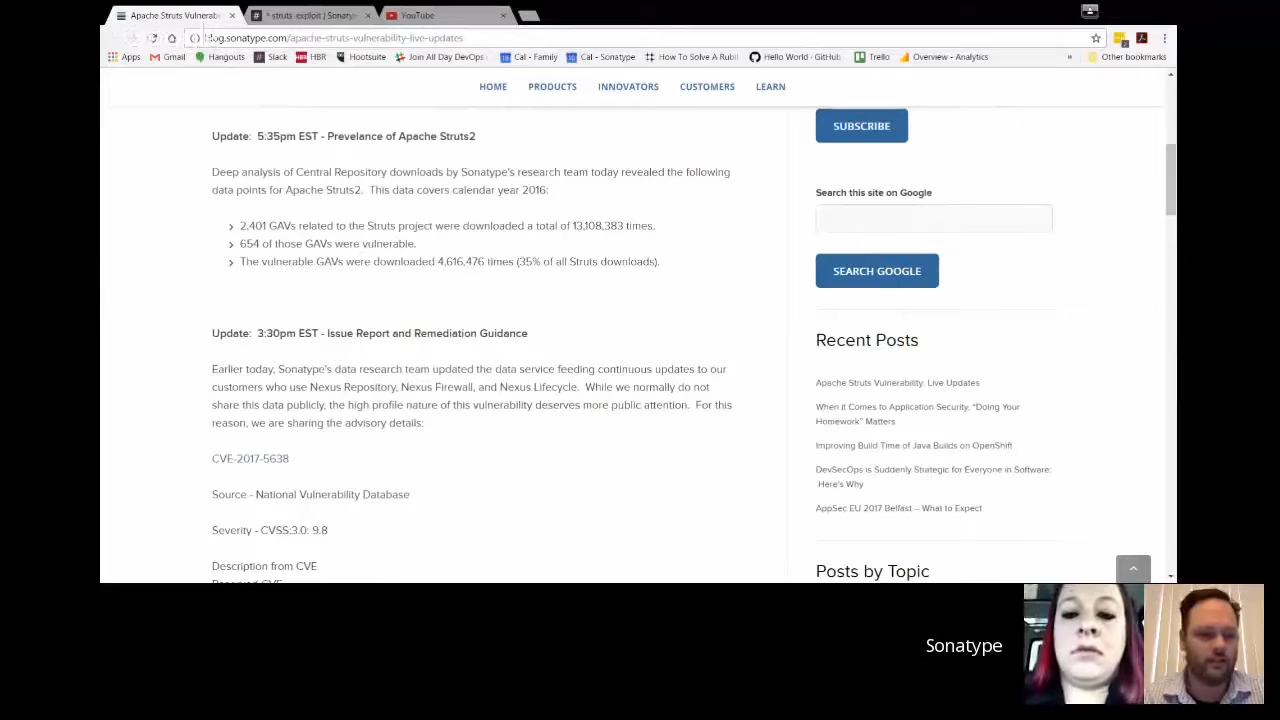 Apache Struts Vulnerab
* struts-exploit | Sonaty
YouTube
log.sonatype.com/apache-struts-vulnerability-live-updates
Apps
Gmail
Hangouts
Slack
HBR
Hootsuite
Join All Day DevOps
Cal - Family
Cal - Sonatype
How To Solve A Rubi
Hello World · GitHub
Trello
Overview - Analytics
»
Other bookmarks
HOME PRODUCTS INNOVATORS CUSTOMERS LEARN
Update: 5:35pm EST - Prevelance of Apache Struts2
Deep analysis of Central Repository downloads by Sonatype's research team today revealed the following
data points for Apache Struts2. This data covers calendar year 2016:
2,401 GAVs related to the Struts project were downloaded a total of 13,108,383 times.
654 of those GAVs were vulnerable.
The vulnerable GAVs were downloaded 4,616,476 times (35% of all Struts downloads).
Update: 3:30pm EST - Issue Report and Remediation Guidance
Earlier today, Sonatype's data research team updated the data service feeding continuous updates to our
customers who use Nexus Repository, Nexus Firewall, and Nexus Lifecycle. While we normally do not
share this data publicly, the high profile nature of this vulnerability deserves more public attention. For this
reason, we are sharing the advisory details:
CVE-2017-5638
Source - National Vulnerability Database
Severity - CVSS:3.0: 9.8
Description from CVE
SUBSCRIBE
Search this site on Google
SEARCH GOOGLE
Recent Posts
Apache Struts Vulnerability: Live Updates
When it Comes to Application Security, “Doing Your
Homework” Matters
Improving Build Time of Java Builds on OpenShift
DevSecOps is Suddenly Strategic for Everyone in Software:
Here's Why
AppSec EU 2017 Belfast – What to Expect
Posts by Topic
Sonatype